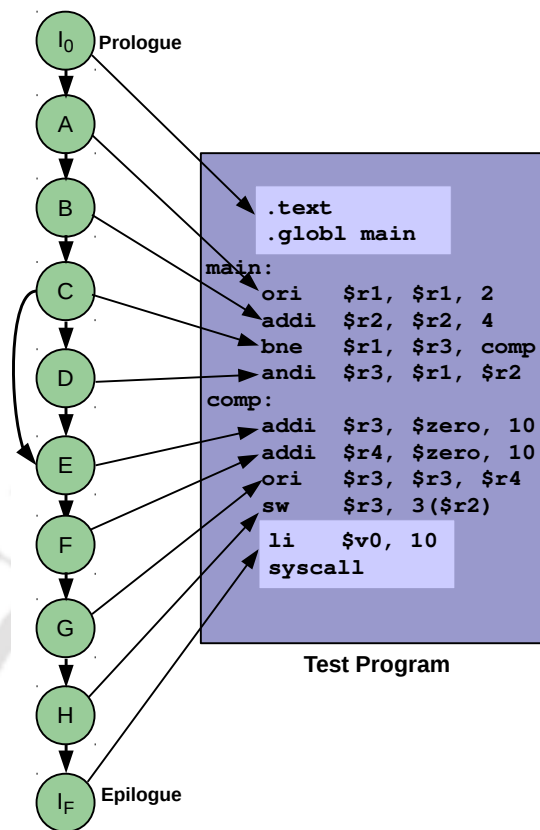 I0 Prologue
A
B
C
D
E
F
G
H
IF Epilogue
.text
.globl main
main:
ori $r1, $r1, 2
addi $r2, $r2, 4
bne $r1, $r3, comp
andi $r3, $r1, $r2
comp:
addi $r3, $zero, 10
addi $r4, $zero, 10
ori $r3, $r3, $r4
sw $r3, 3($r2)
li $v0, 10
syscall
Test Program